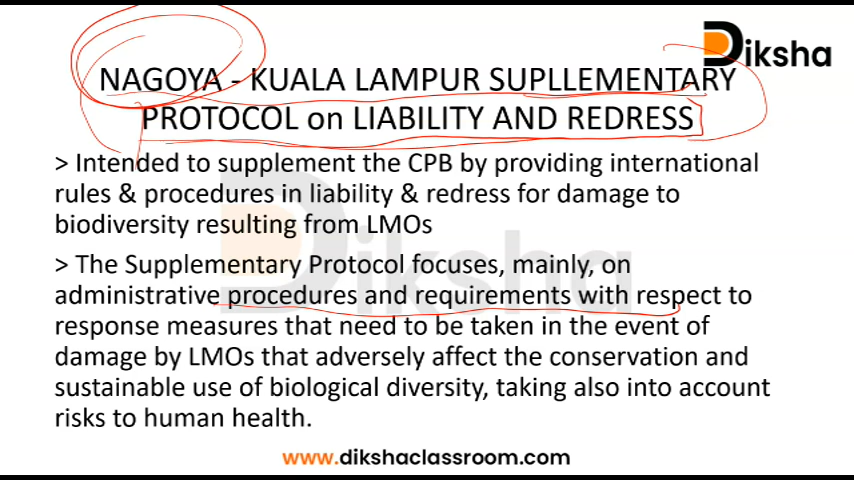 Diksha
NAGOYA - KUALA LAMPUR SUPLLEMENTARY
PROTOCOL on LIABILITY AND REDRESS
> Intended to supplement the CPB by providing international
rules & procedures in liability & redress for damage to
biodiversity resulting from LMOs
> The Supplementary Protocol focuses, mainly, on
administrative procedures and requirements with respect to
response measures that need to be taken in the event of
damage by LMOs that adversely affect the conservation and
sustainable use of biological diversity, taking also into account
risks to human health.
Diksha
www.dikshaclassroom.com